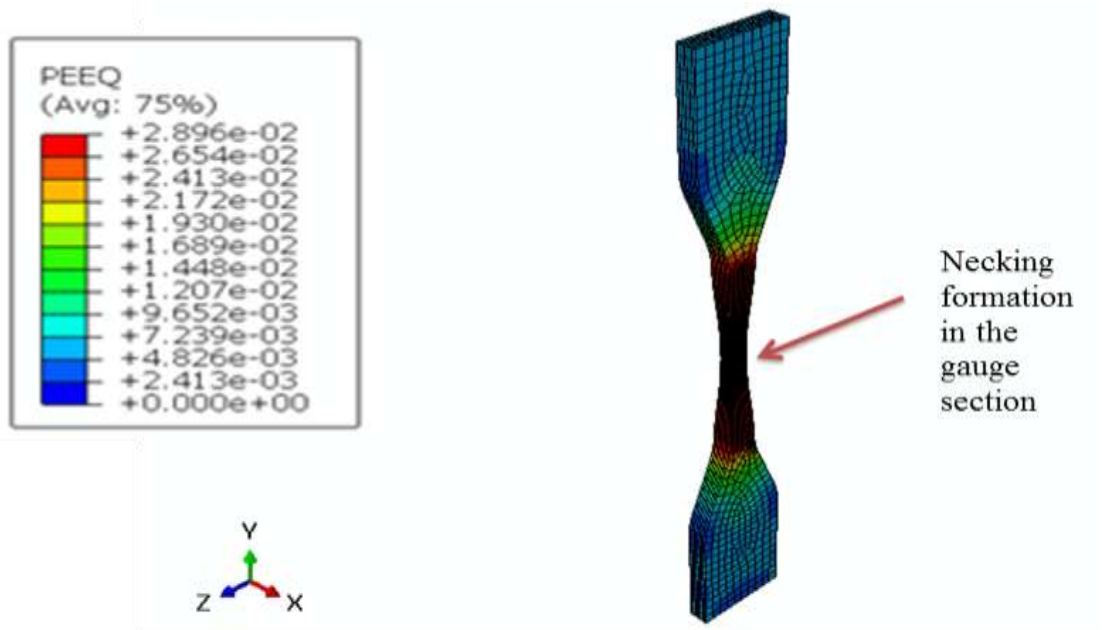 PEEQ
(Avg: 75%)
+2.896e-02
+2.654e-02
+2.413e-02
+2.172e-02
+1.930e-02
+1.689e-02
+1.448e-02
+1.207e-02
+9.652e-03
+7.239e-03
+4.826e-03
+2.413e-03
+0.000e+00
Necking
formation
in the
gauge
section
Y
Z
X